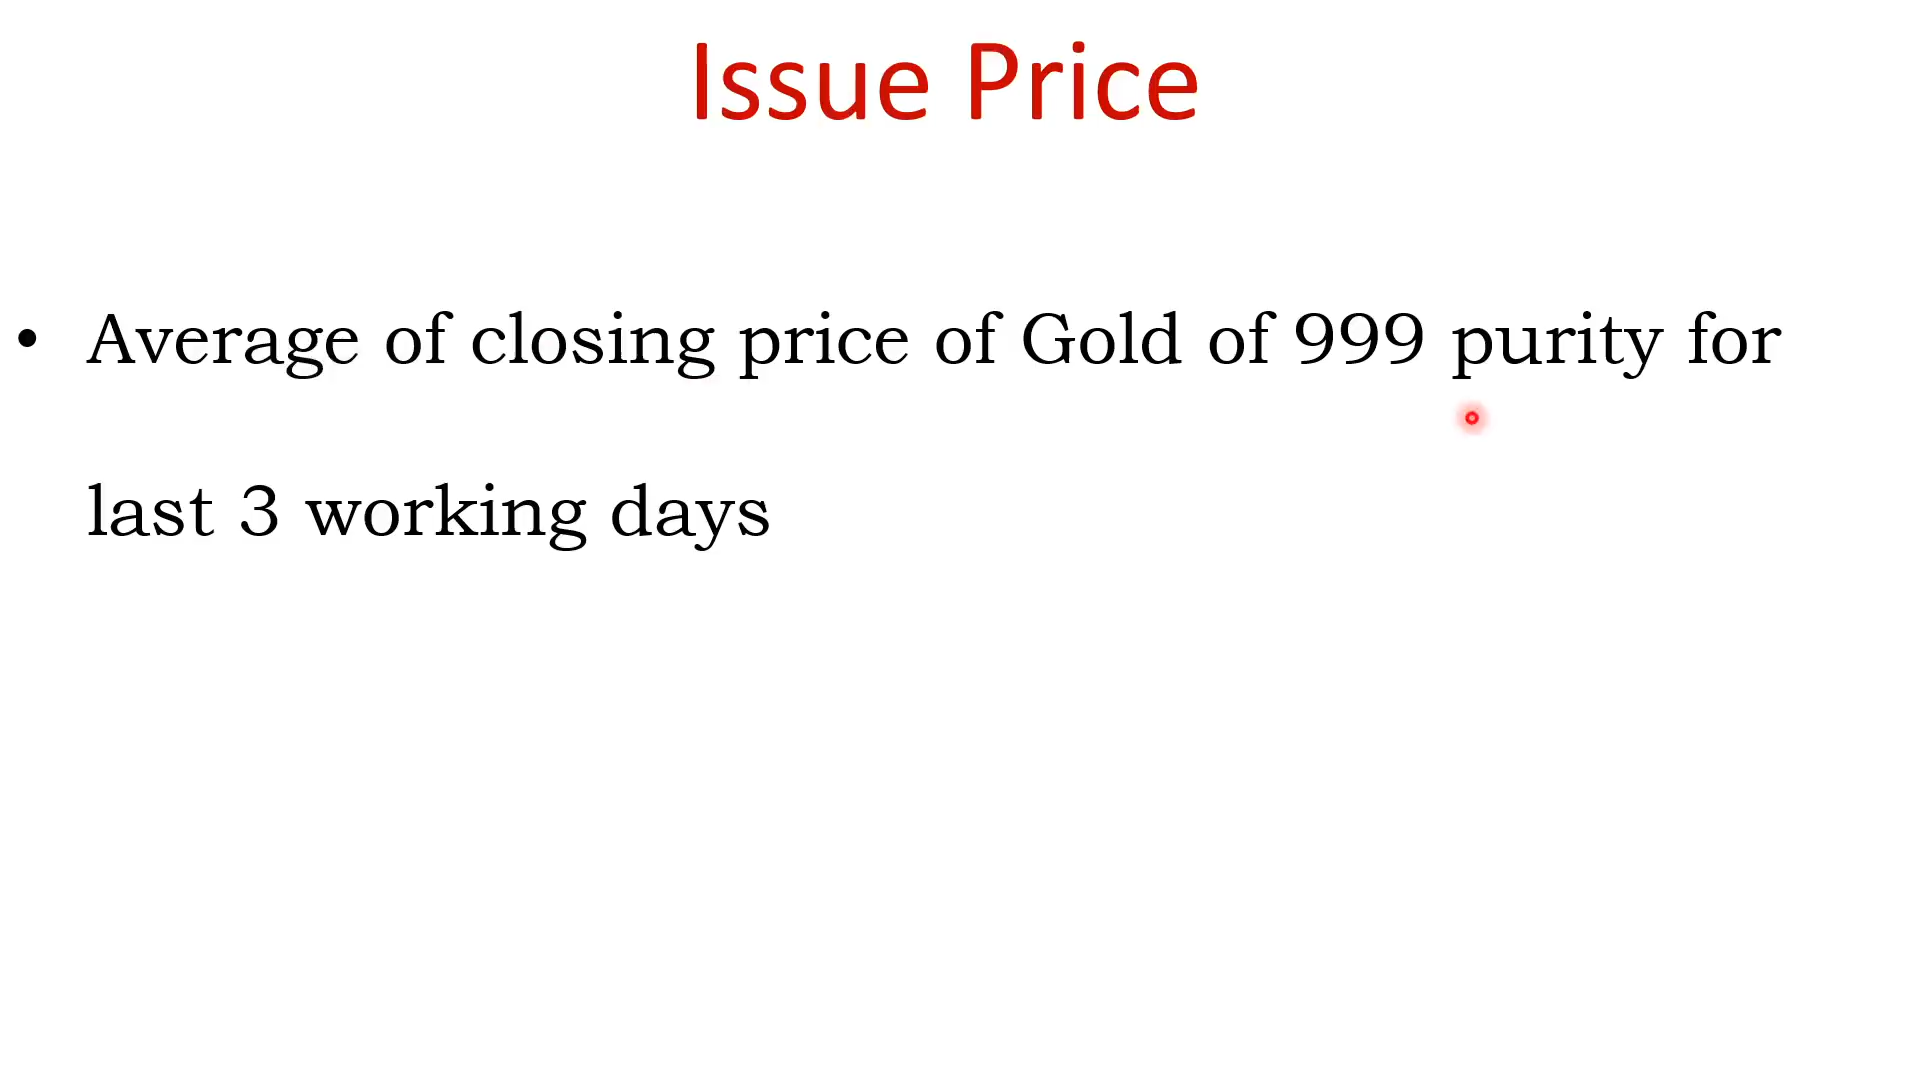 Issue Price
• Average of closing price of Gold of 999 purity for
last 3 working days